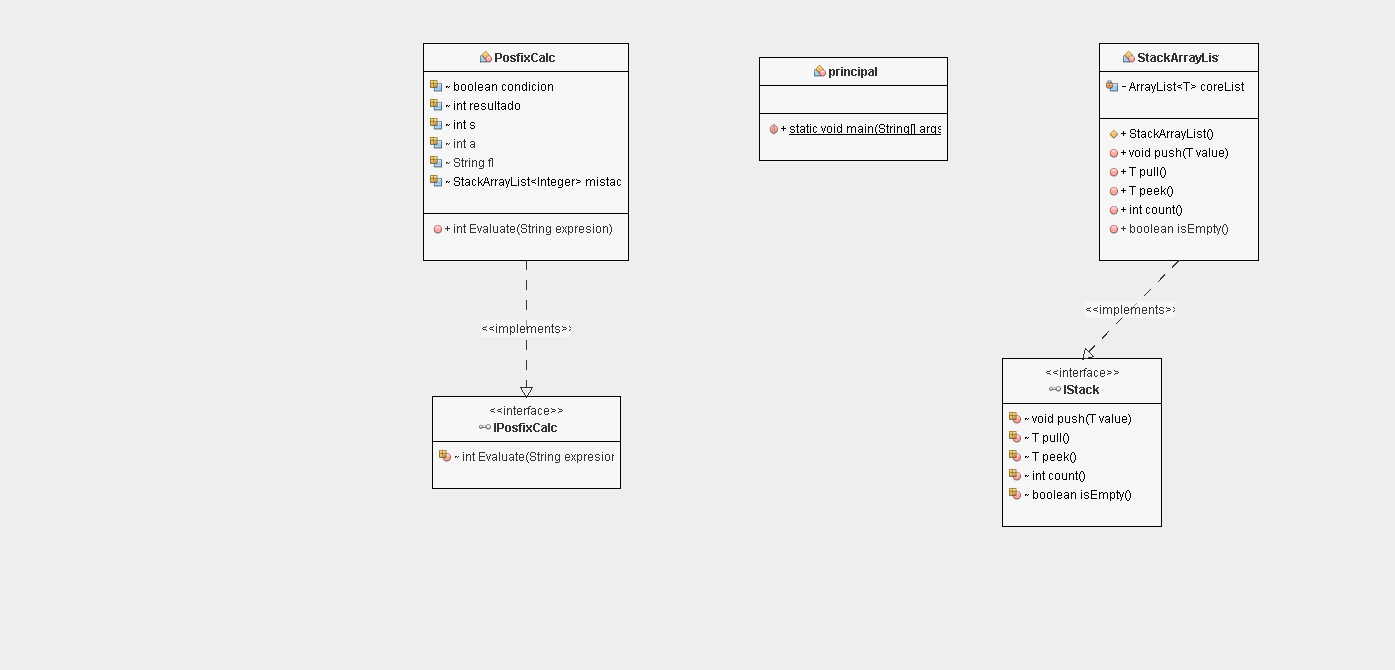 PosfixCalc
~ boolean condicion
~ int resultado
~ int s
~ int a
~ String fl
~ StackArrayList<Integer> mistac
+ int Evaluate(String expresion)
<<implements>>
<<interface>>
IPosfixCalc
~ int Evaluate(String expresion
principal
+ static void main(String[] args
StackArrayLis
- ArrayList<T> coreList
+ StackArrayList()
+ void push(T value)
+ T pull()
+ T peek()
+ int count()
+ boolean isEmpty()
<<implements>>
<<interface>>
IStack
~ void push(T value)
~ T pull()
~ T peek()
~ int count()
~ boolean isEmpty()